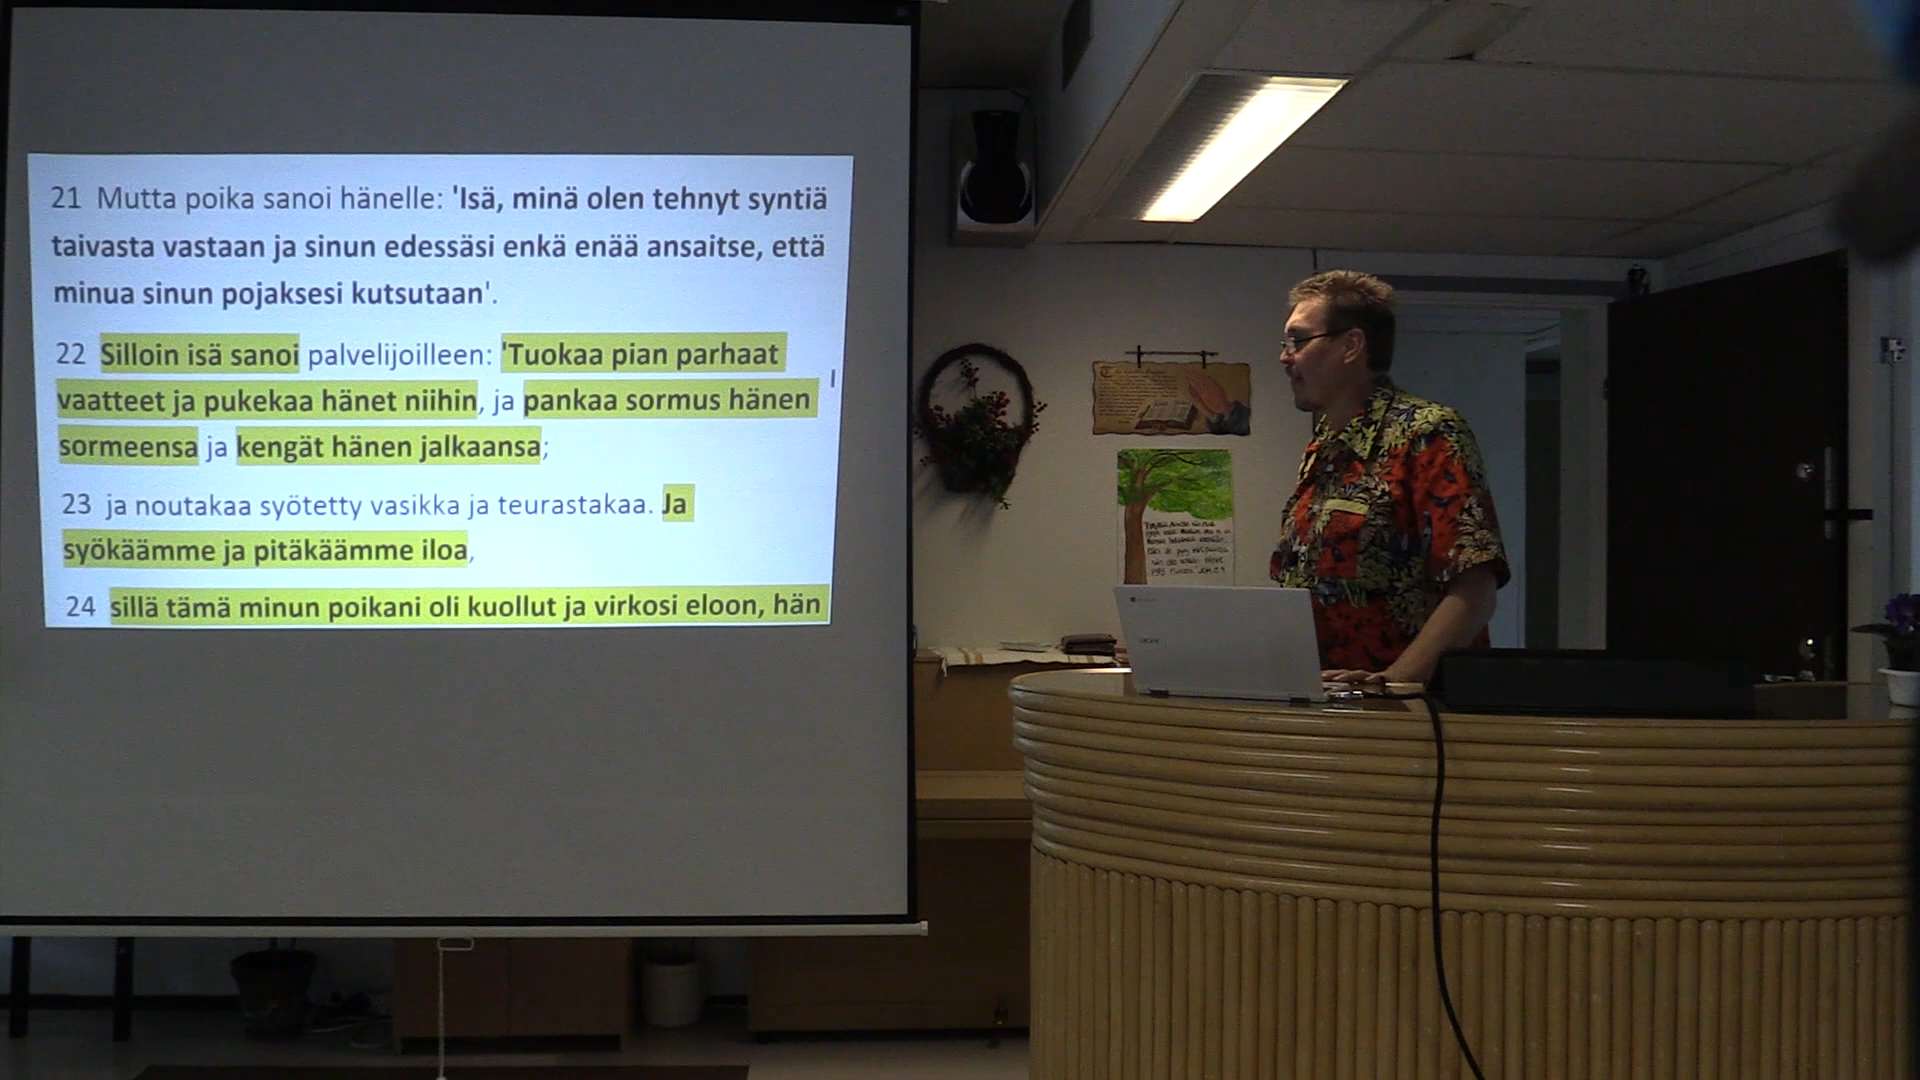 21 Mutta poika sanoi hänelle: 'Isä, minä olen tehnyt syntiä
taivasta vastaan ja sinun edessäsi enkä enää ansaitse, että
minua sinun pojaksesi kutsutaan'.
22 Silloin isä sanoi palvelijoilleen: 'Tuokaa pian parhaat
vaatteet ja pukekaa hänet niihin, ja pankaa sormus hänen
sormeensa ja kengät hänen jalkaansa;
23 ja noutakaa syötetty vasikka ja teurastakaa. Ja
syökäämme ja pitäkäämme iloa,
24 sillä tämä minun poikani oli kuollut ja virkosi eloon, hän